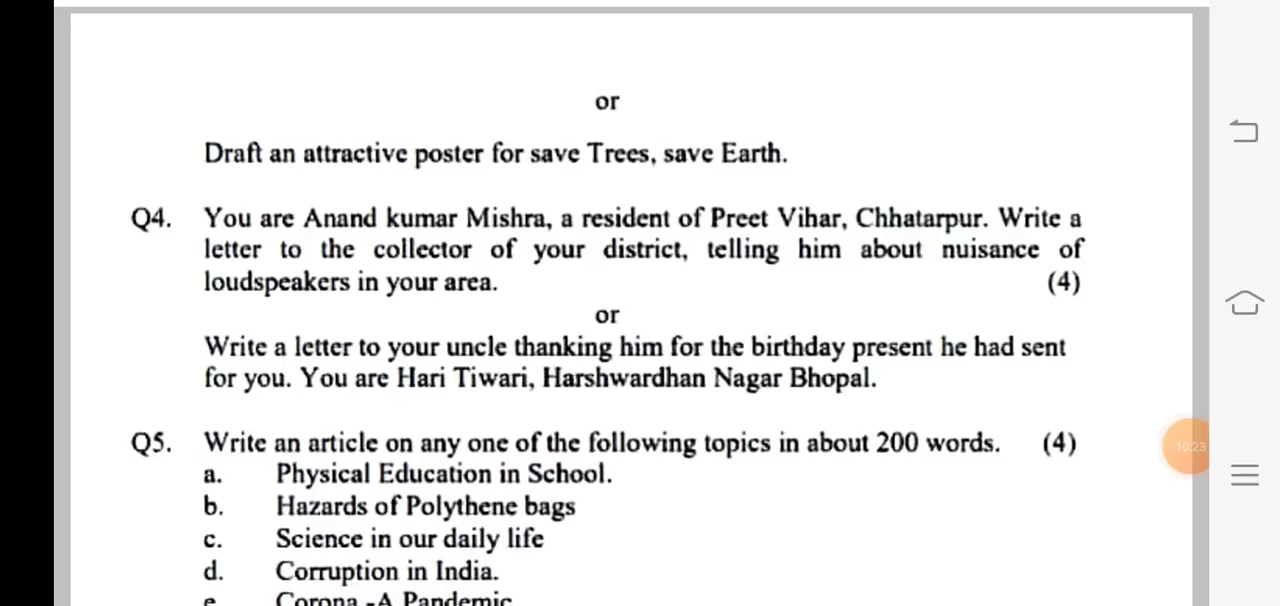 or
Draft an attractive poster for save Trees, save Earth.
Q4. You are Anand kumar Mishra, a resident of Preet Vihar, Chhatarpur. Write a
letter to the collector of your district, telling him about nuisance of
loudspeakers in your area. (4)
or
Write a letter to your uncle thanking him for the birthday present he had sent
for you. You are Hari Tiwari, Harshwardhan Nagar Bhopal.
Q5. Write an article on any one of the following topics in about 200 words. (4)
a. Physical Education in School.
b. Hazards of Polythene bags
c. Science in our daily life
d. Corruption in India.
e Corona -A Pandemic
10:23